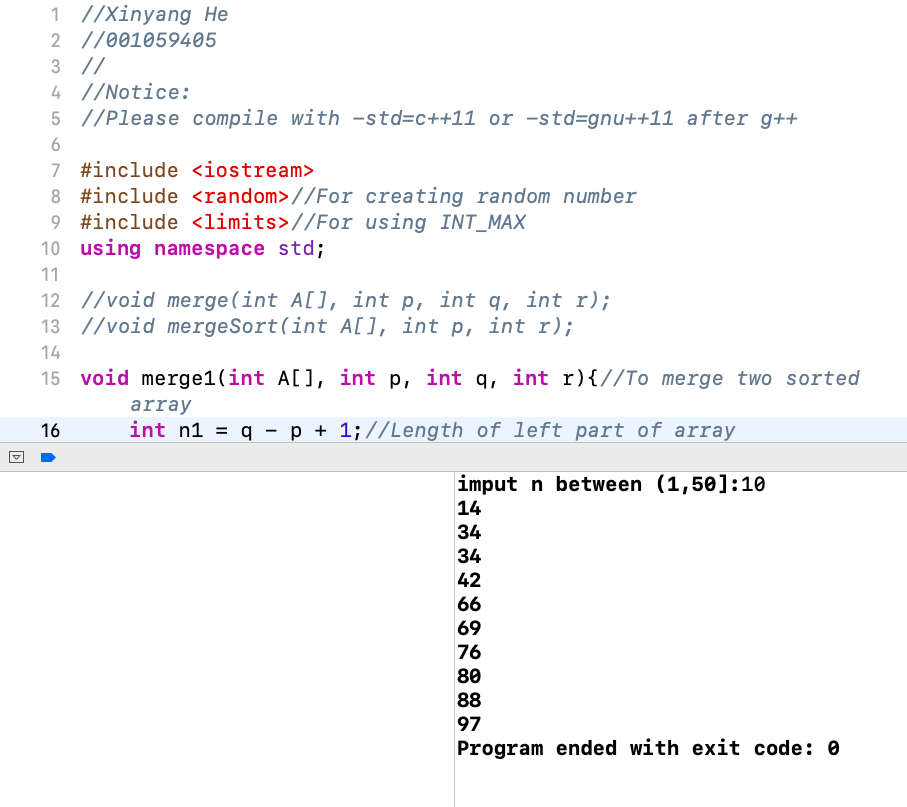 1 //Xinyang He
2 //001059405
3 //
4 //Notice:
5 //Please compile with -std=c++11 or -std=gnu++11 after g++
6
7 #include <iostream>
8 #include <random>//For creating random number
9 #include <limits>//For using INT_MAX
10 using namespace std;
11
12 //void merge(int A[], int p, int q, int r);
13 //void mergeSort(int A[], int p, int r);
14
15 void merge1(int A[], int p, int q, int r){//To merge two sorted
array
16 int n1 = q - p + 1;//Length of left part of array
imput n between (1,50]:10
14
34
34
42
66
69
76
80
88
97
Program ended with exit code: 0